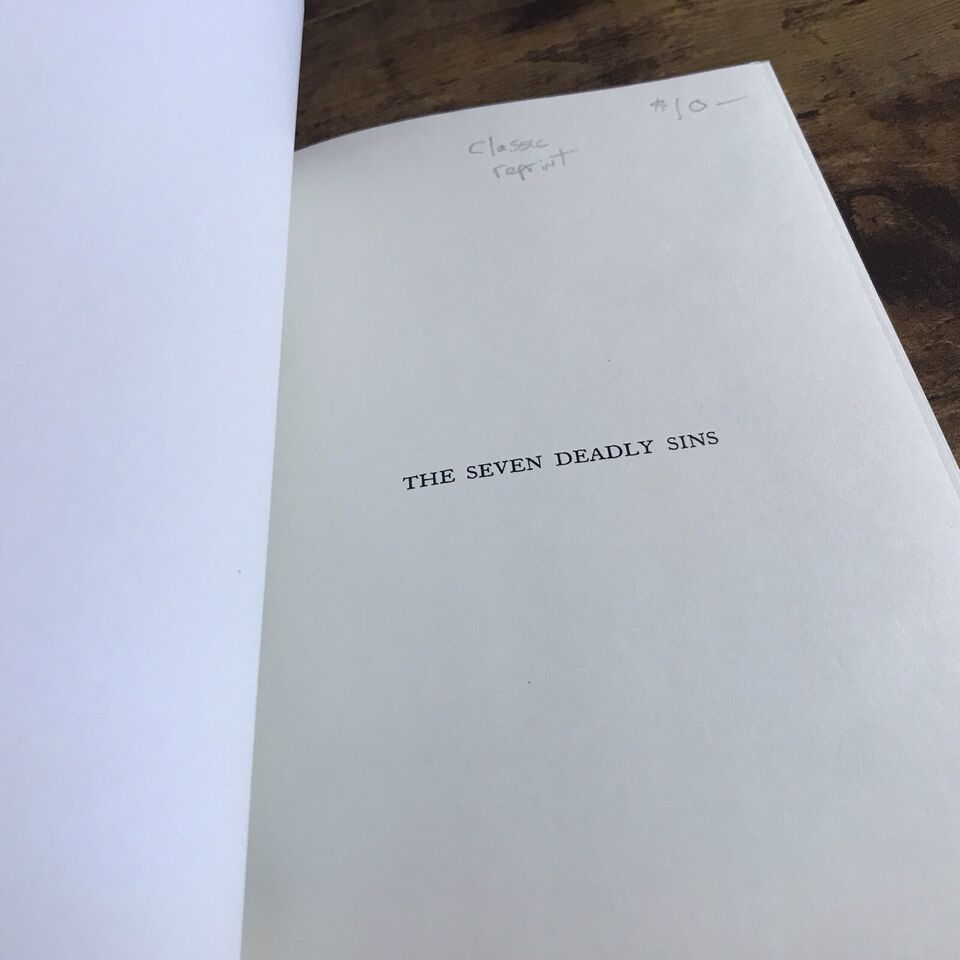 $10—
Classic
reprint
THE SEVEN DEADLY SINS